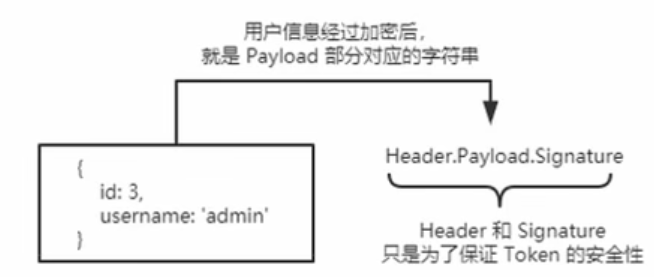 用户信息经过加密后，
就是 Payload 部分对应的字符串
{
id: 3,
username: 'admin'
}
Header.Payload.Signature
Header 和 Signature
只是为了保证 Token 的安全性